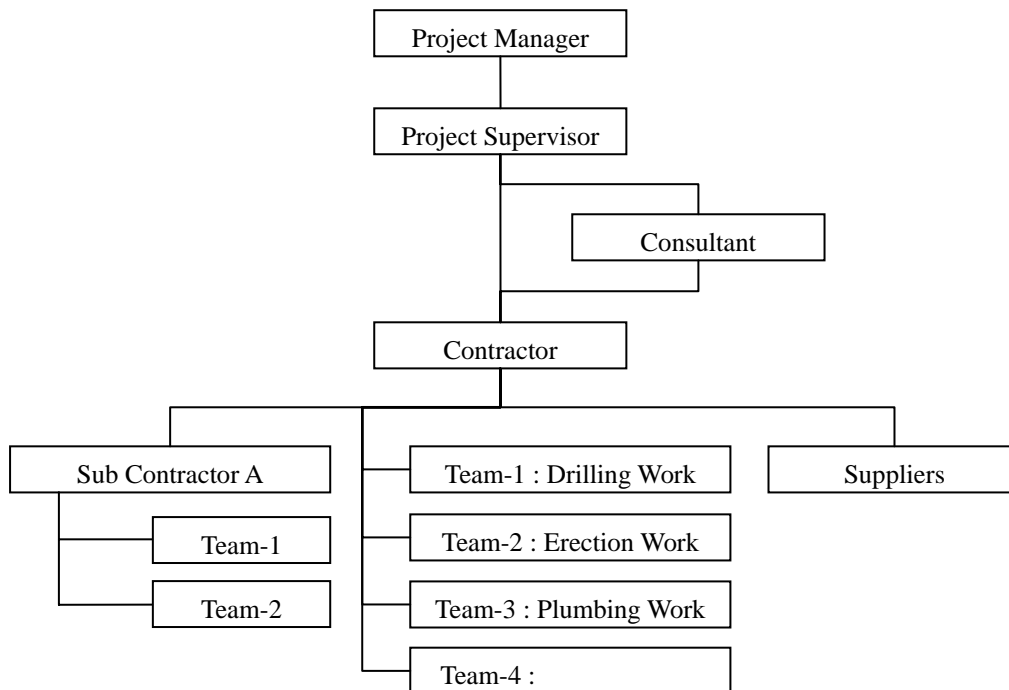 Project Manager
Project Supervisor
Consultant
Contractor
Sub Contractor A
Team-1
Team-2
Team-1 : Drilling Work
Team-2 : Erection Work
Team-3 : Plumbing Work
Team-4 :
Suppliers